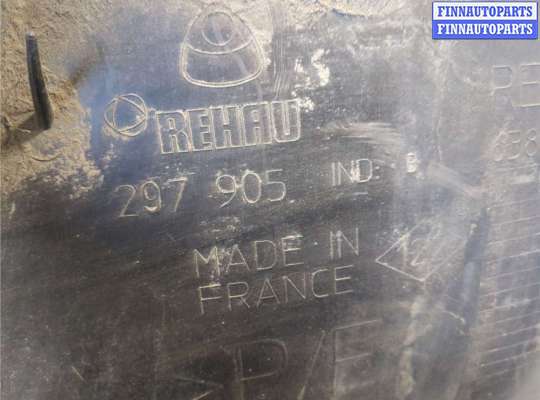 FINNAUTOPARTS
FINNAUTOPARTS
REHAU
297 905 IND: B
MADE IN
FRANCE
>P/E